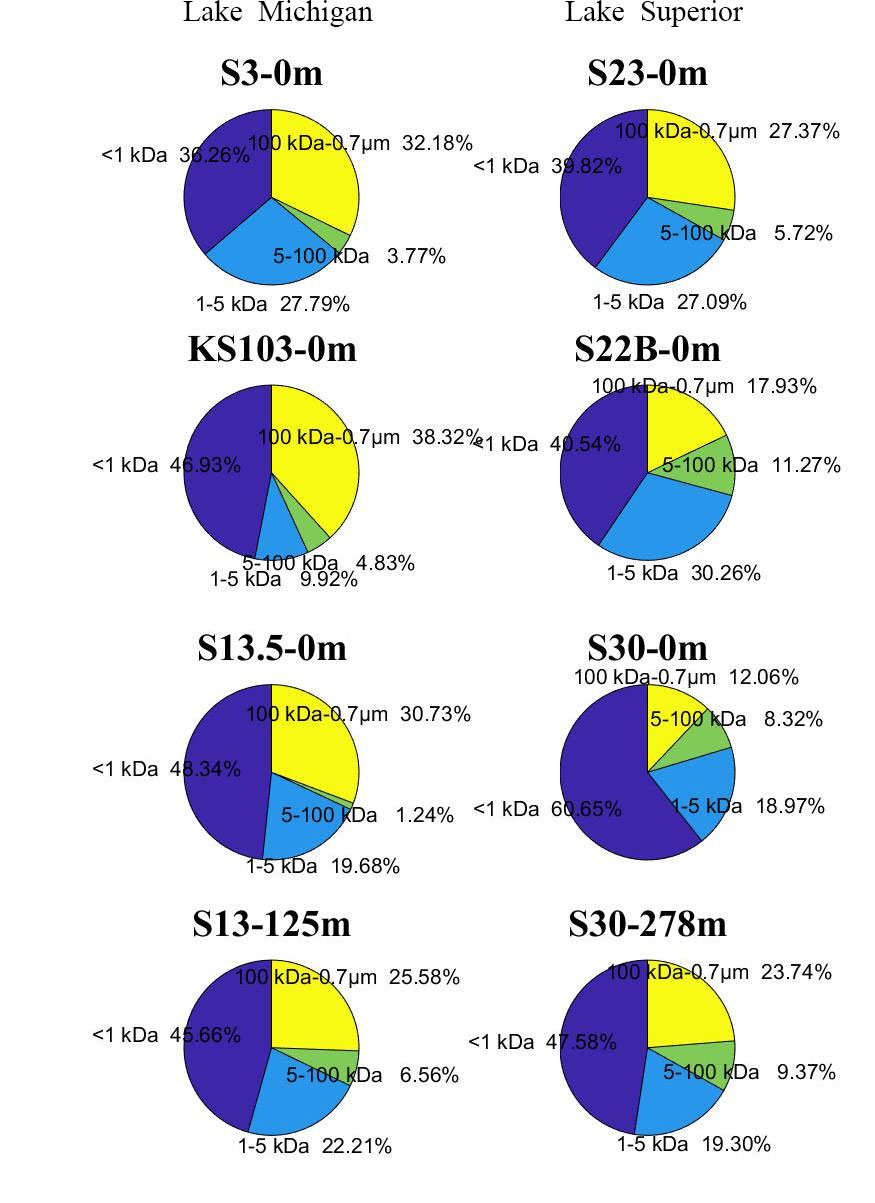 Lake Michigan
Lake Superior
S3-0m
100 kDa-0.7µm 32.18%
<1 kDa 36.26%
5-100 kDa 3.77%
1-5 kDa 27.79%
S23-0m
100 kDa-0.7µm 27.37%
<1 kDa 39.82%
5-100 kDa 5.72%
1-5 kDa 27.09%
KS103-0m
100 kDa-0.7µm 38.32%
<1 kDa 46.93%
5-100 kDa 4.83%
1-5 kDa 9.92%
S22B-0m
100 kDa-0.7µm 17.93%
<1 kDa 40.54%
5-100 kDa 11.27%
1-5 kDa 30.26%
S13.5-0m
100 kDa-0.7µm 30.73%
<1 kDa 48.34%
5-100 kDa 1.24%
1-5 kDa 19.68%
S30-0m
100 kDa-0.7µm 12.06%
5-100 kDa 8.32%
<1 kDa 60.65%
1-5 kDa 18.97%
S13-125m
100 kDa-0.7µm 25.58%
<1 kDa 45.66%
5-100 kDa 6.56%
1-5 kDa 22.21%
S30-278m
100 kDa-0.7µm 23.74%
<1 kDa 47.58%
5-100 kDa 9.37%
1-5 kDa 19.30%